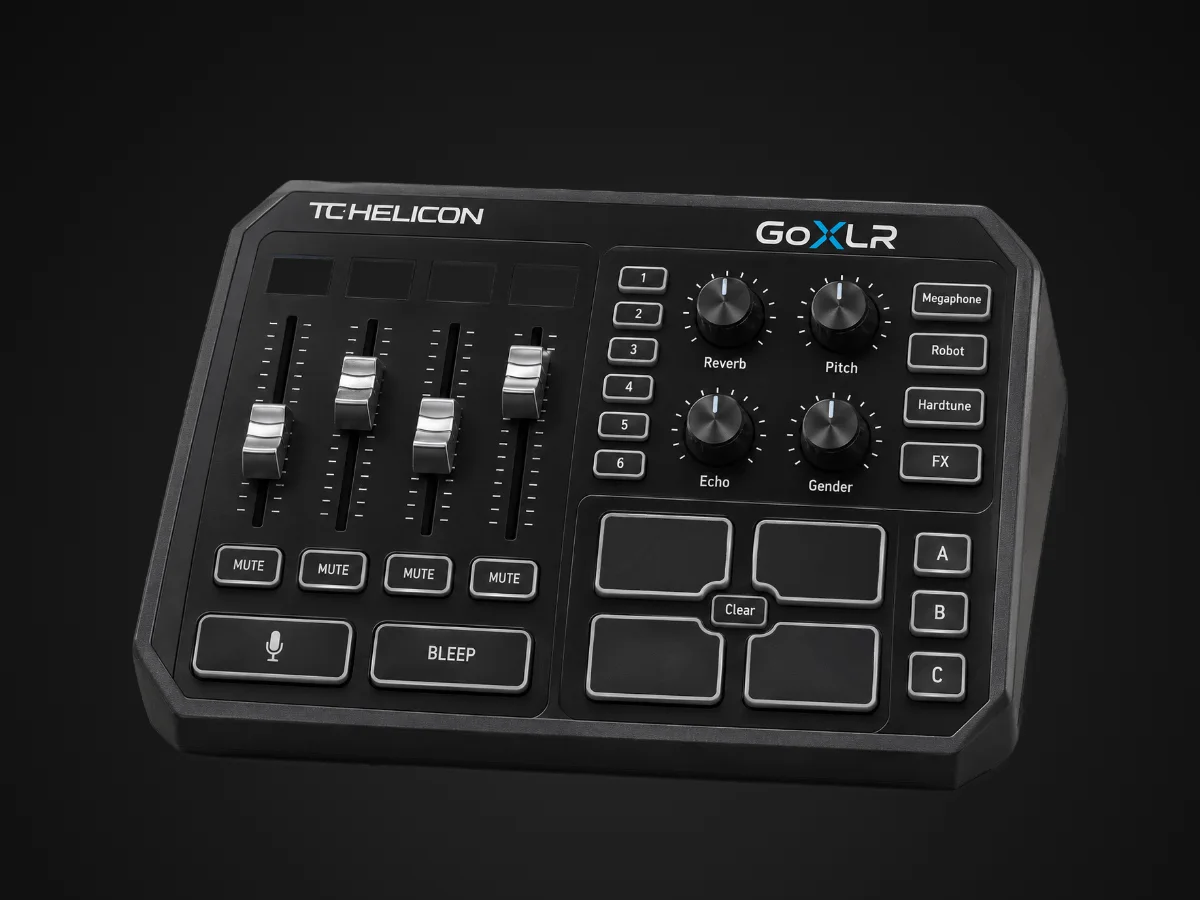 TC·HELICON
GoXLR
1
2
3
4
5
6
Reverb
Pitch
Echo
Gender
Megaphone
Robot
Hardtune
FX
MUTE
MUTE
MUTE
MUTE
BLEEP
Clear
A
B
C